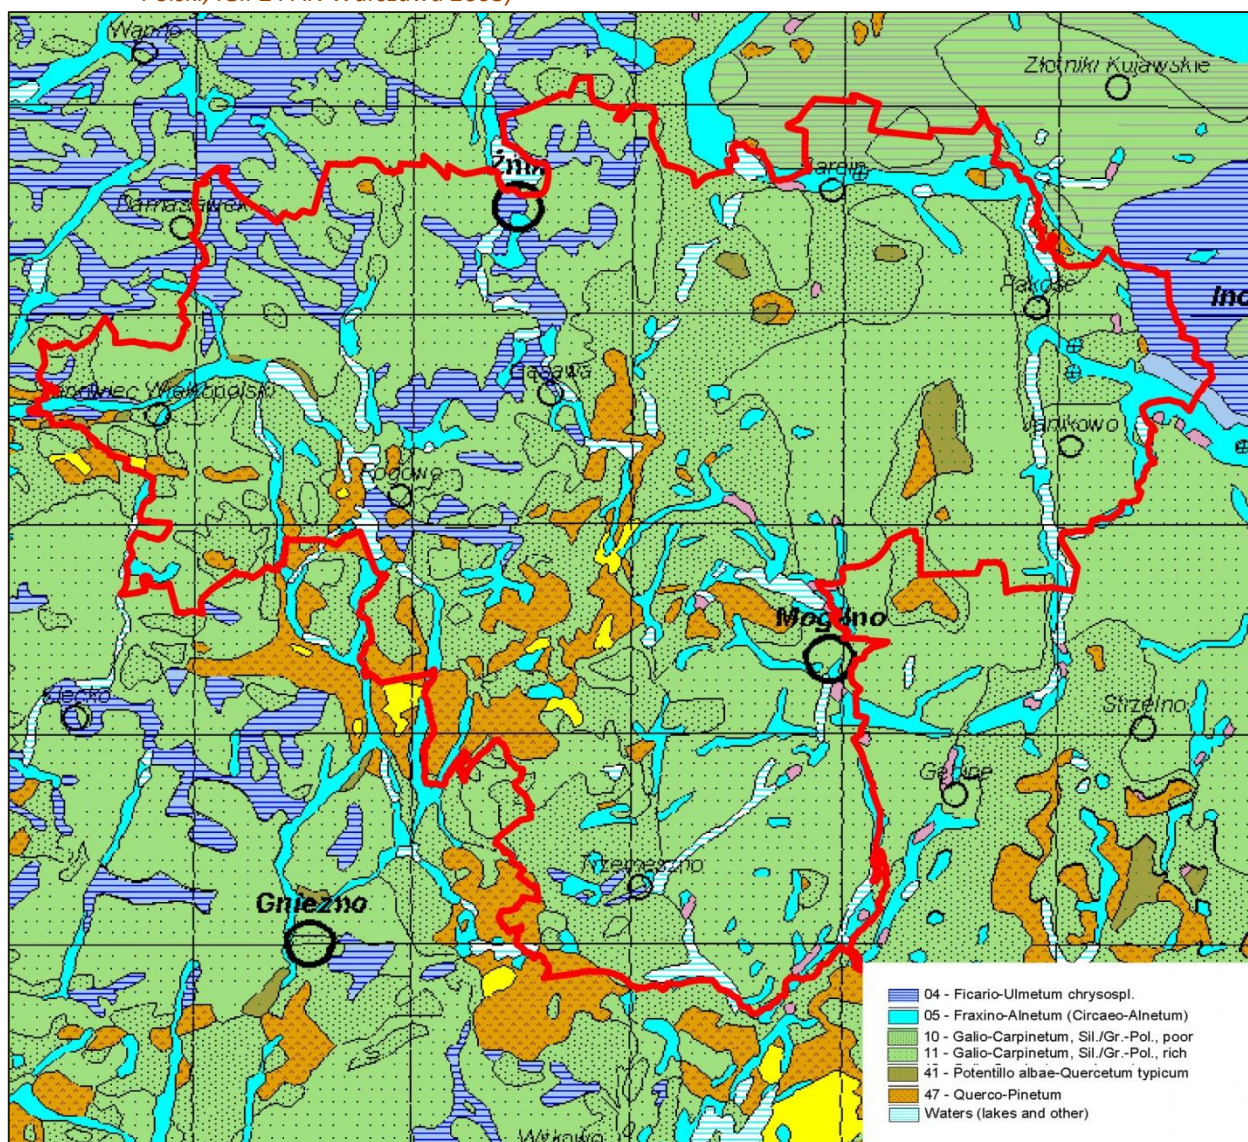 Wapno
Złotniki Kujawskie
Żnin
Barcin
Damasławek
Pakość
Gąsawa
Wielkopolski
Janikowo
Rogowo
Mogilno
Kłecko
Strzelno
Gębice
Trzemeszno
Gniezno
04 - Ficario-Ulmetum chrysospl.
05 - Fraxino-Alnetum (Circaeo-Alnetum)
10 - Galio-Carpinetum, Sil./Gr.-Pol., poor
11 - Galio-Carpinetum, Sil./Gr.-Pol., rich
41 - Potentillo albae-Quercetum typicum
47 - Querco-Pinetum
Waters (lakes and other)